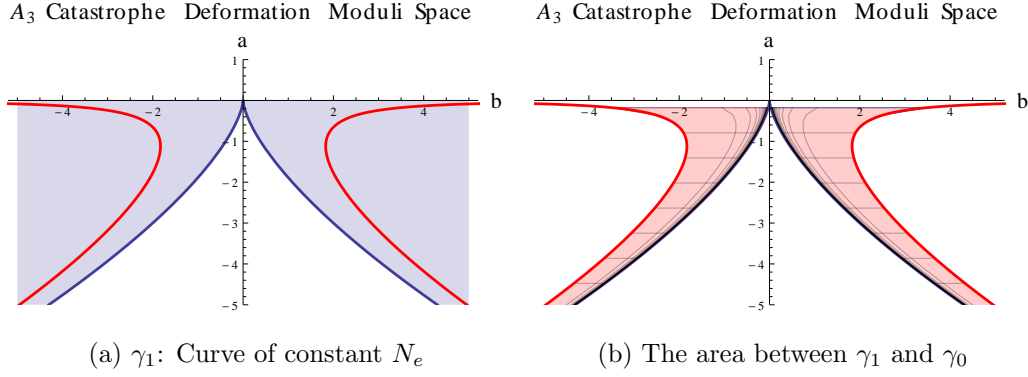 A₃ Catastrophe Deformation Moduli Space
a
1
b
−4 −2 2 4
−1
−2
−3
−4
−5
(a) γ₁: Curve of constant Nₑ
A₃ Catastrophe Deformation Moduli Space
a
1
b
−4 −2 2 4
−1
−2
−3
−4
−5
(b) The area between γ₁ and γ₀